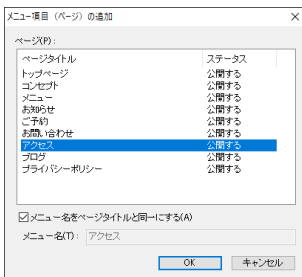 メニュー項目（ページ）の追加
ページ(P)：
ページタイトル ステータス
トップページ 公開する
コンセプト 公開する
メニュー 公開する
お知らせ 公開する
ご予約 公開する
お問い合わせ 公開する
アクセス 公開する
ブログ 公開する
プライバシーポリシー 公開する
メニュー名をページタイトルと同一にする(A)
メニュー名(T)： アクセス
OK キャンセル